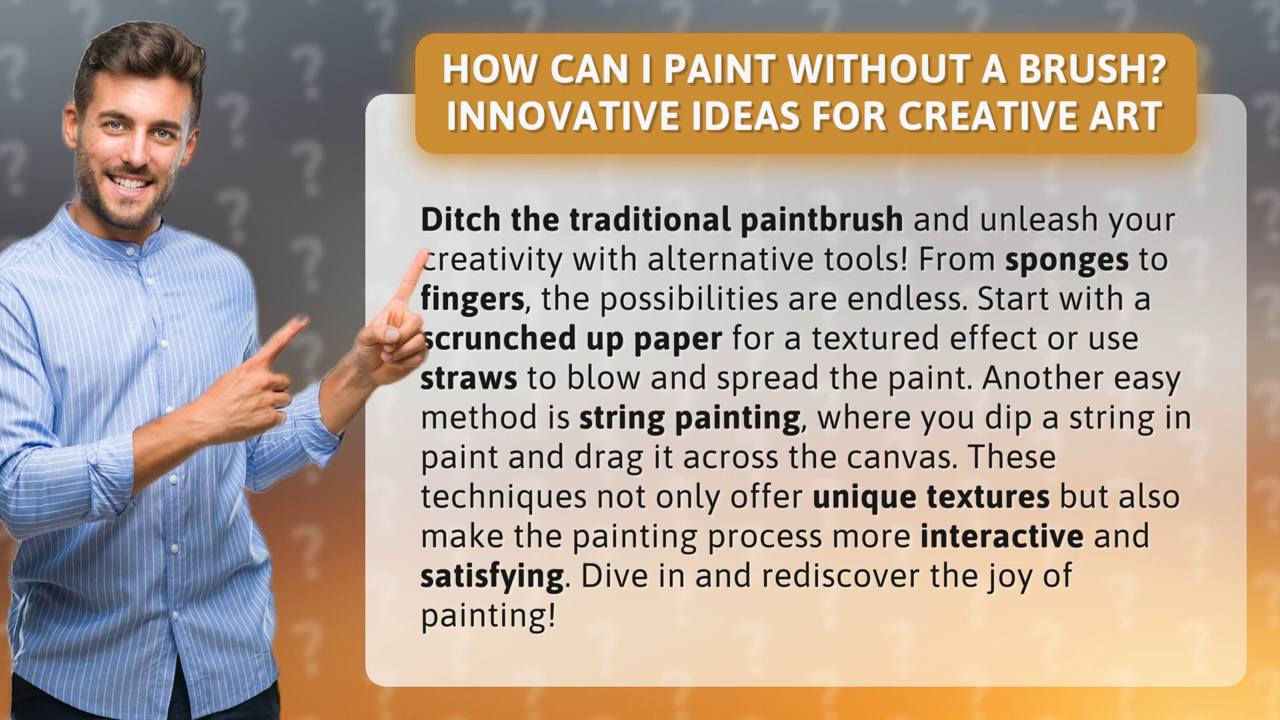 HOW CAN I PAINT WITHOUT A BRUSH?
INNOVATIVE IDEAS FOR CREATIVE ART
Ditch the traditional paintbrush and unleash your
creativity with alternative tools! From sponges to
fingers, the possibilities are endless. Start with a
scrunched up paper for a textured effect or use
straws to blow and spread the paint. Another easy
method is string painting, where you dip a string in
paint and drag it across the canvas. These
techniques not only offer unique textures but also
make the painting process more interactive and
satisfying. Dive in and rediscover the joy of
painting!